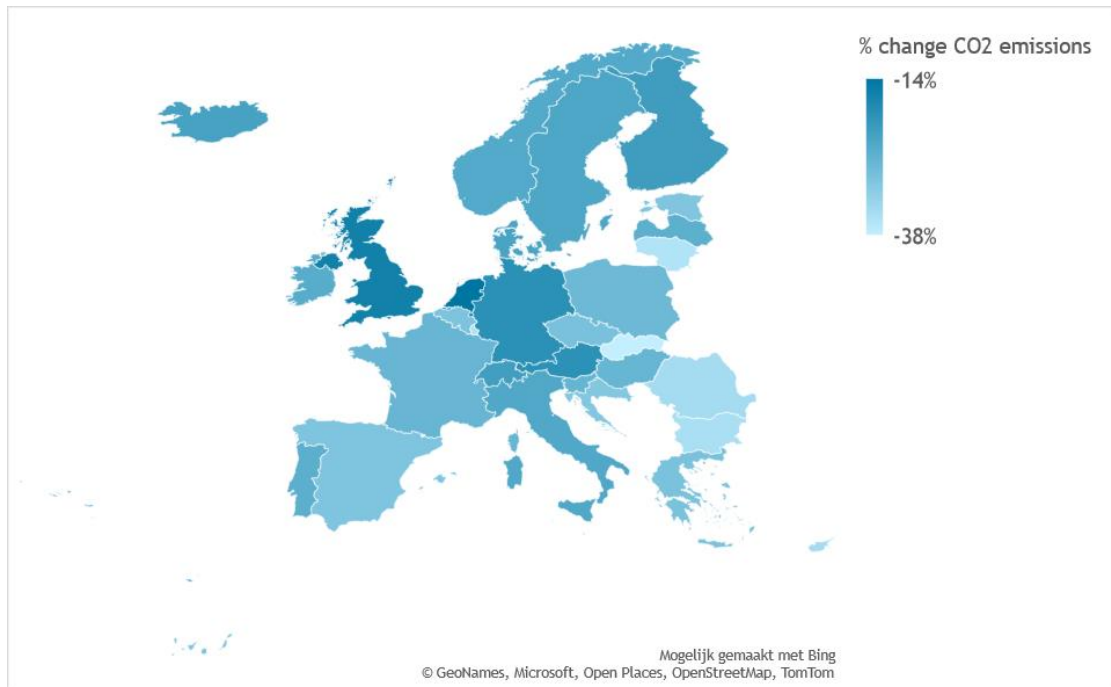 % change CO2 emissions
-14%
-38%
Mogelijk gemaakt met Bing
© GeoNames, Microsoft, Open Places, OpenStreetMap, TomTom